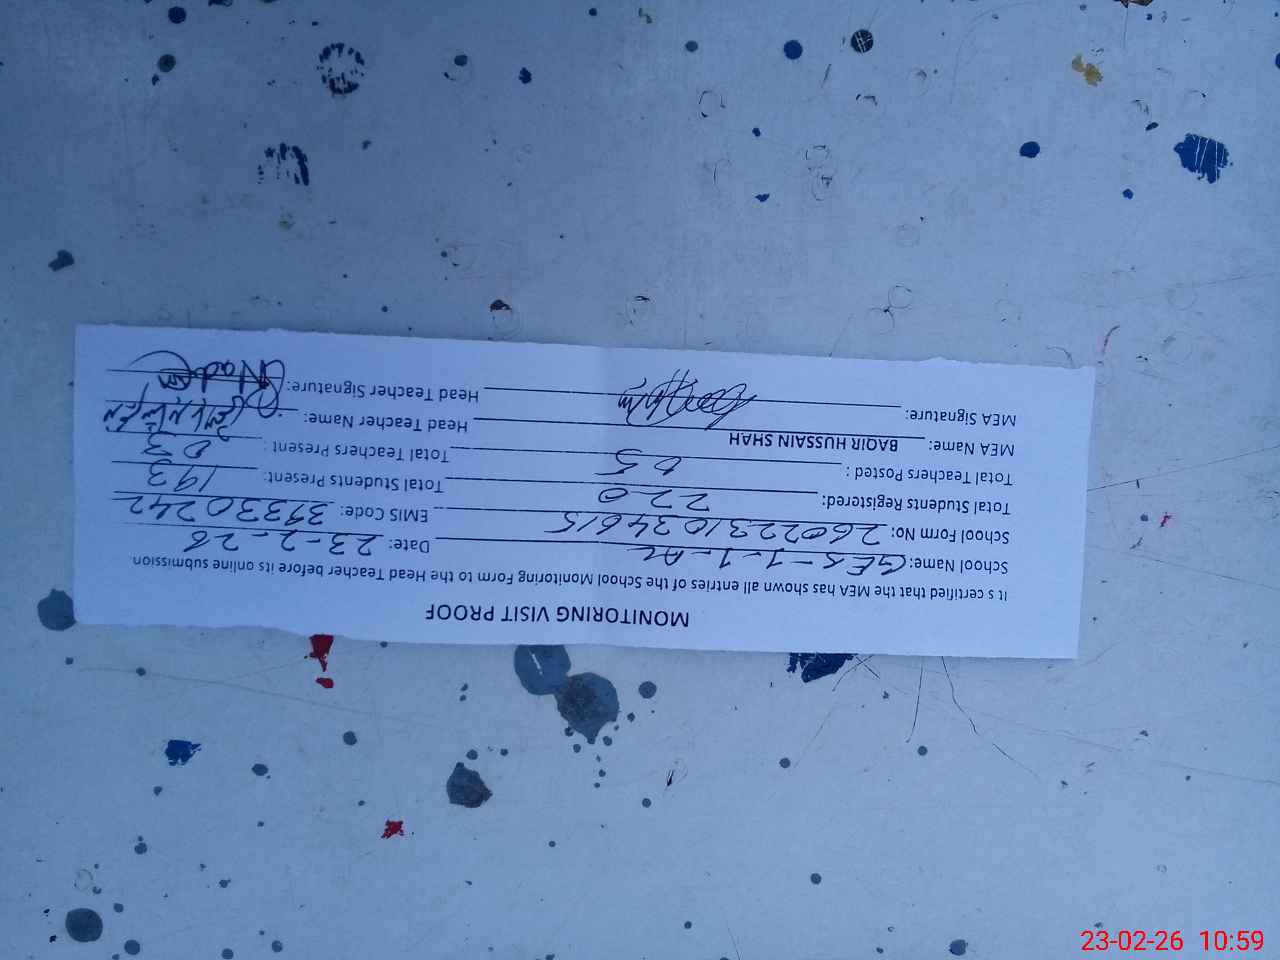 MONITORING VISIT PROOF
It s certified that the MEA has shown all entries of the School Monitoring Form to the Head Teacher before its online submission
School Name: GES-1-1-AL Date: 23-2-26
School Form No: 2602231034615 EMIS Code: 39330242
Total Students Registered: 220 Total Students Present: 193
Total Teachers Posted: 05 Total Teachers Present: 03
MEA Name: BAQIR HUSSAIN SHAH Head Teacher Name:
MEA Signature: Head Teacher Signature:
23-02-26 10:59